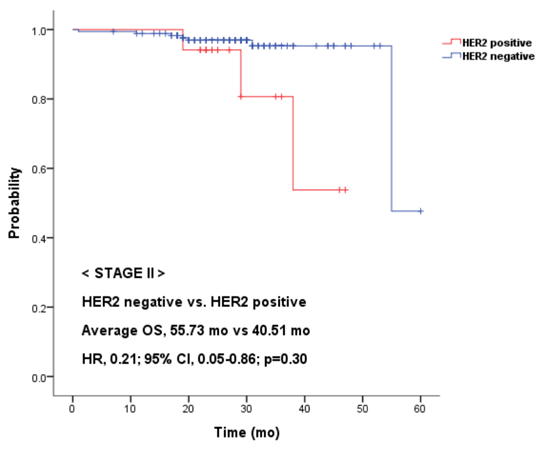 1.0
0.8
0.6
0.4
0.2
0.0
Probability
HER2 positive
HER2 negative
< STAGE II >
HER2 negative vs. HER2 positive
Average OS, 55.73 mo vs 40.51 mo
HR, 0.21; 95% CI, 0.05-0.86; p=0.30
0 10 20 30 40 50 60
Time (mo)